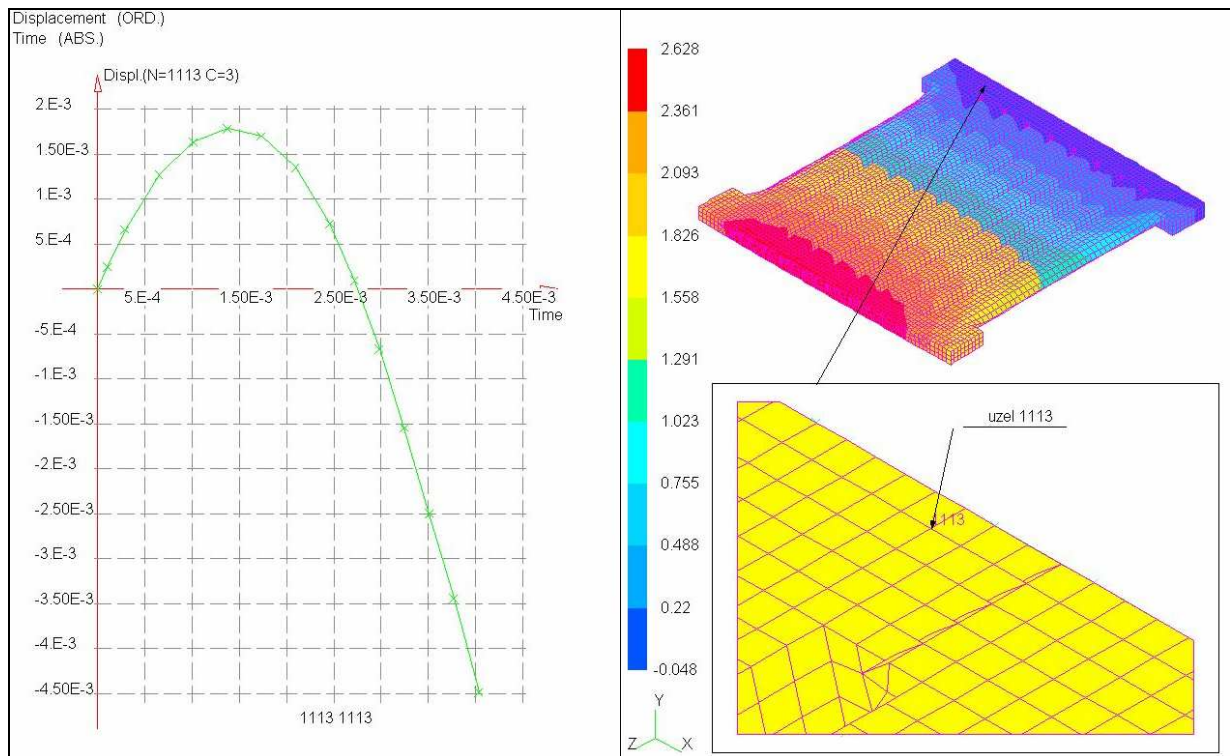 Displacement (ORD.)
Time (ABS.)
Displ.(N=1113 C=3)
2 E-3
1.50E-3
1 E-3
5 E-4
5.E-4 1.50E-3 2.50E-3 3.50E-3 4.50E-3
Time
-5 E-4
-1 E-3
-1.50E-3
-2 E-3
-2.50E-3
-3 E-3
-3.50E-3
-4 E-3
-4.50E-3
1113 1113
2.628
2.361
2.093
1.826
1.558
1.291
1.023
0.755
0.488
0.22
-0.048
Y
Z X
uzel 1113
1113